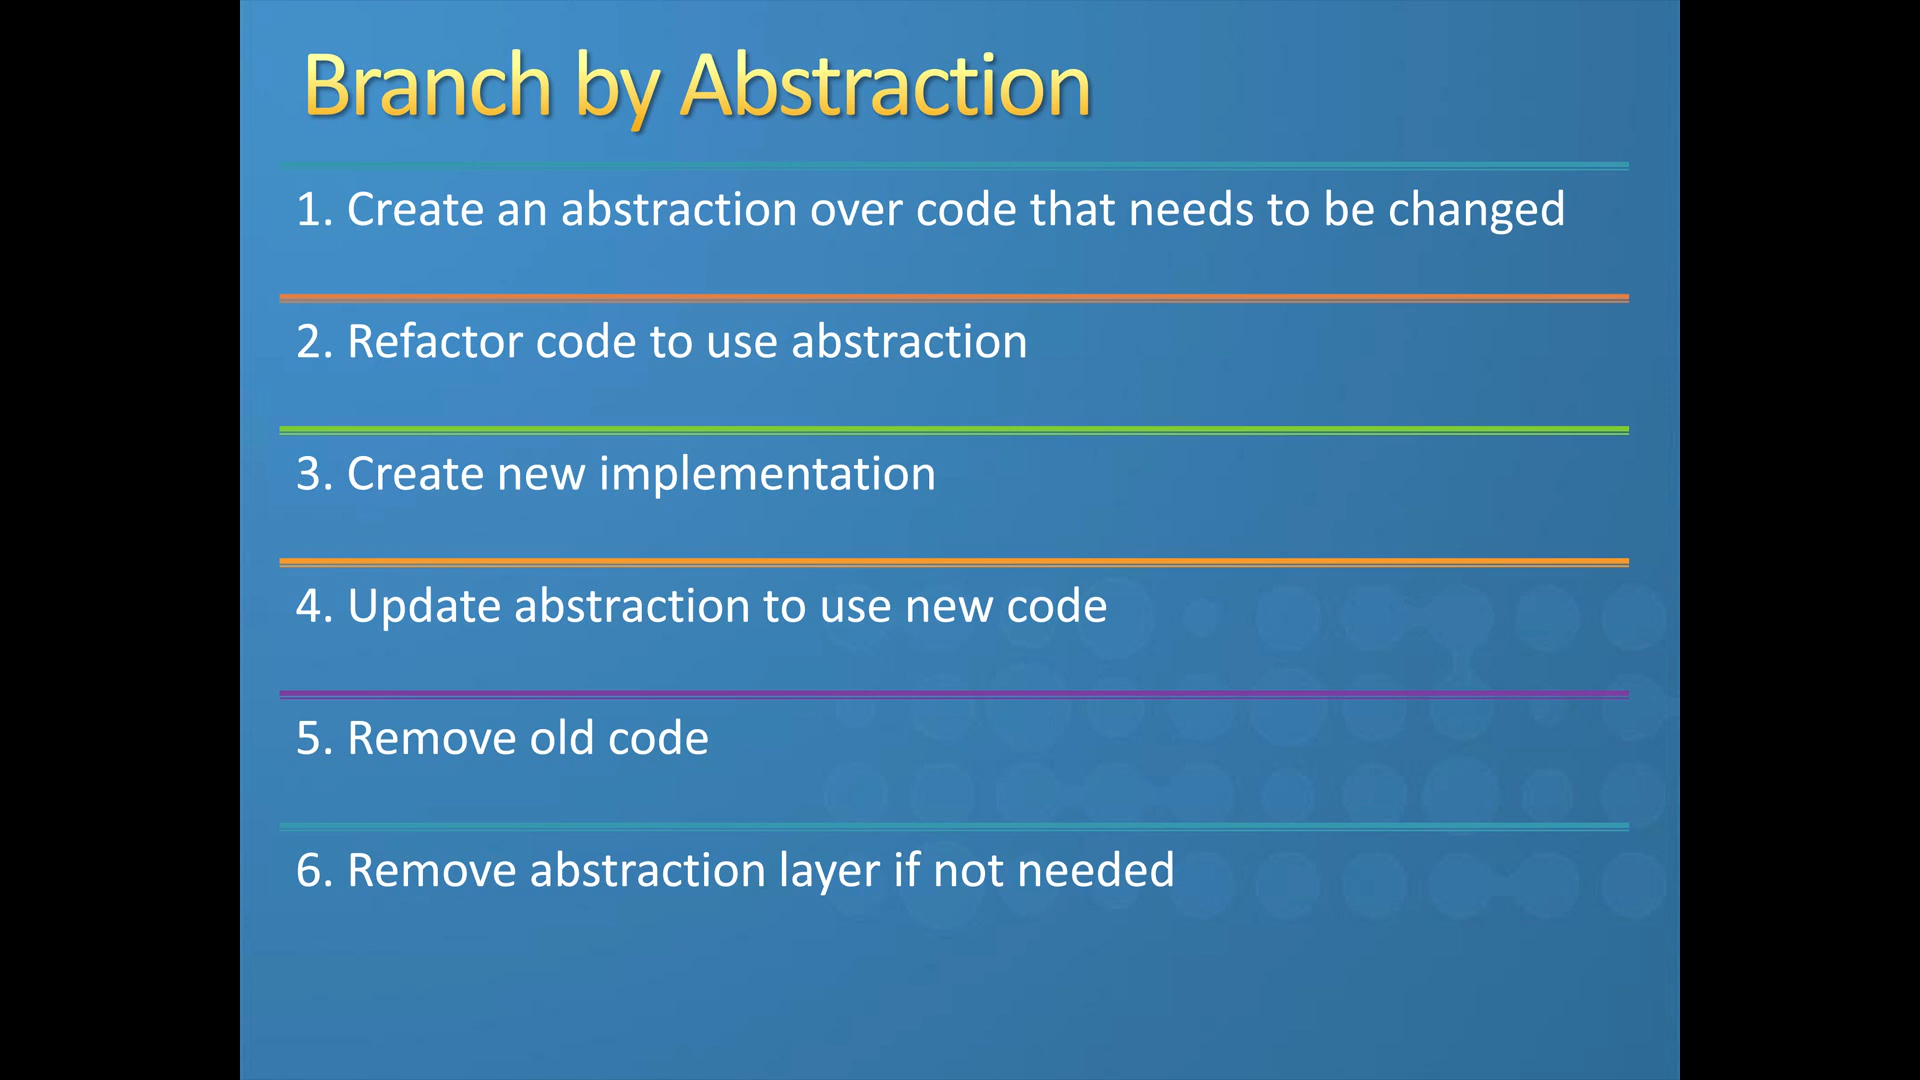 Branch by Abstraction
1. Create an abstraction over code that needs to be changed
2. Refactor code to use abstraction
3. Create new implementation
4. Update abstraction to use new code
5. Remove old code
6. Remove abstraction layer if not needed